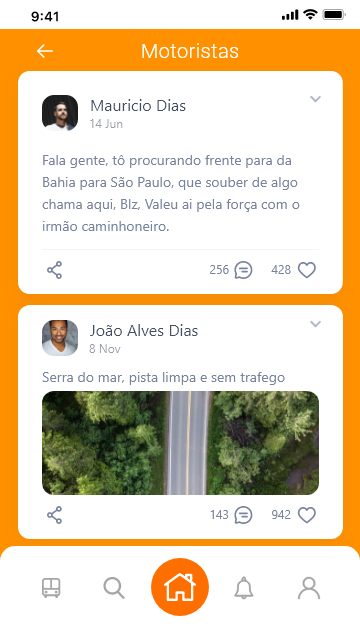 9:41
Motoristas
Mauricio Dias
14 Jun
Fala gente, tô procurando frente para da
Bahia para São Paulo, que souber de algo
chama aqui, Blz, Valeu ai pela força com o
irmão caminhoneiro.
256 428
João Alves Dias
8 Nov
Serra do mar, pista limpa e sem trafego
143 942